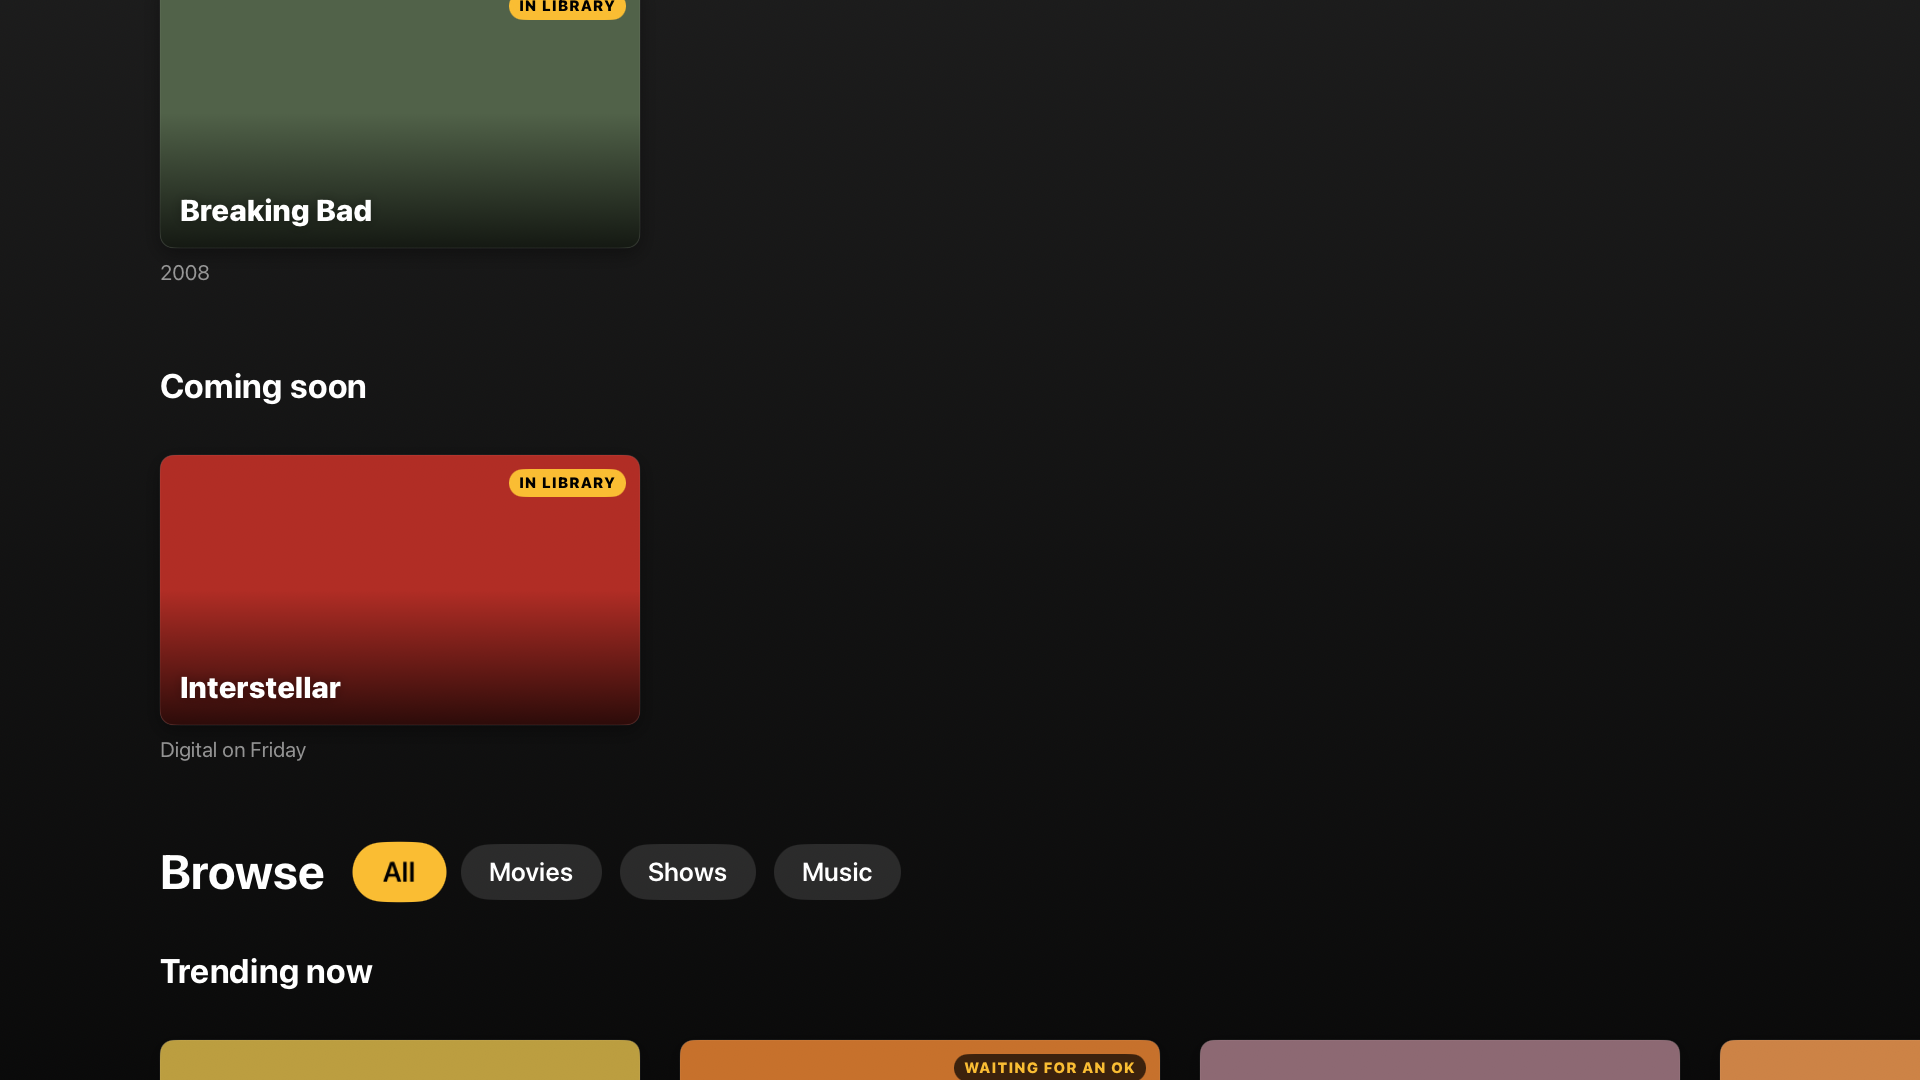 IN LIBRARY
Breaking Bad
2008
Coming soon
IN LIBRARY
Interstellar
Digital on Friday
Browse All Movies Shows Music
Trending now
WAITING FOR AN OK